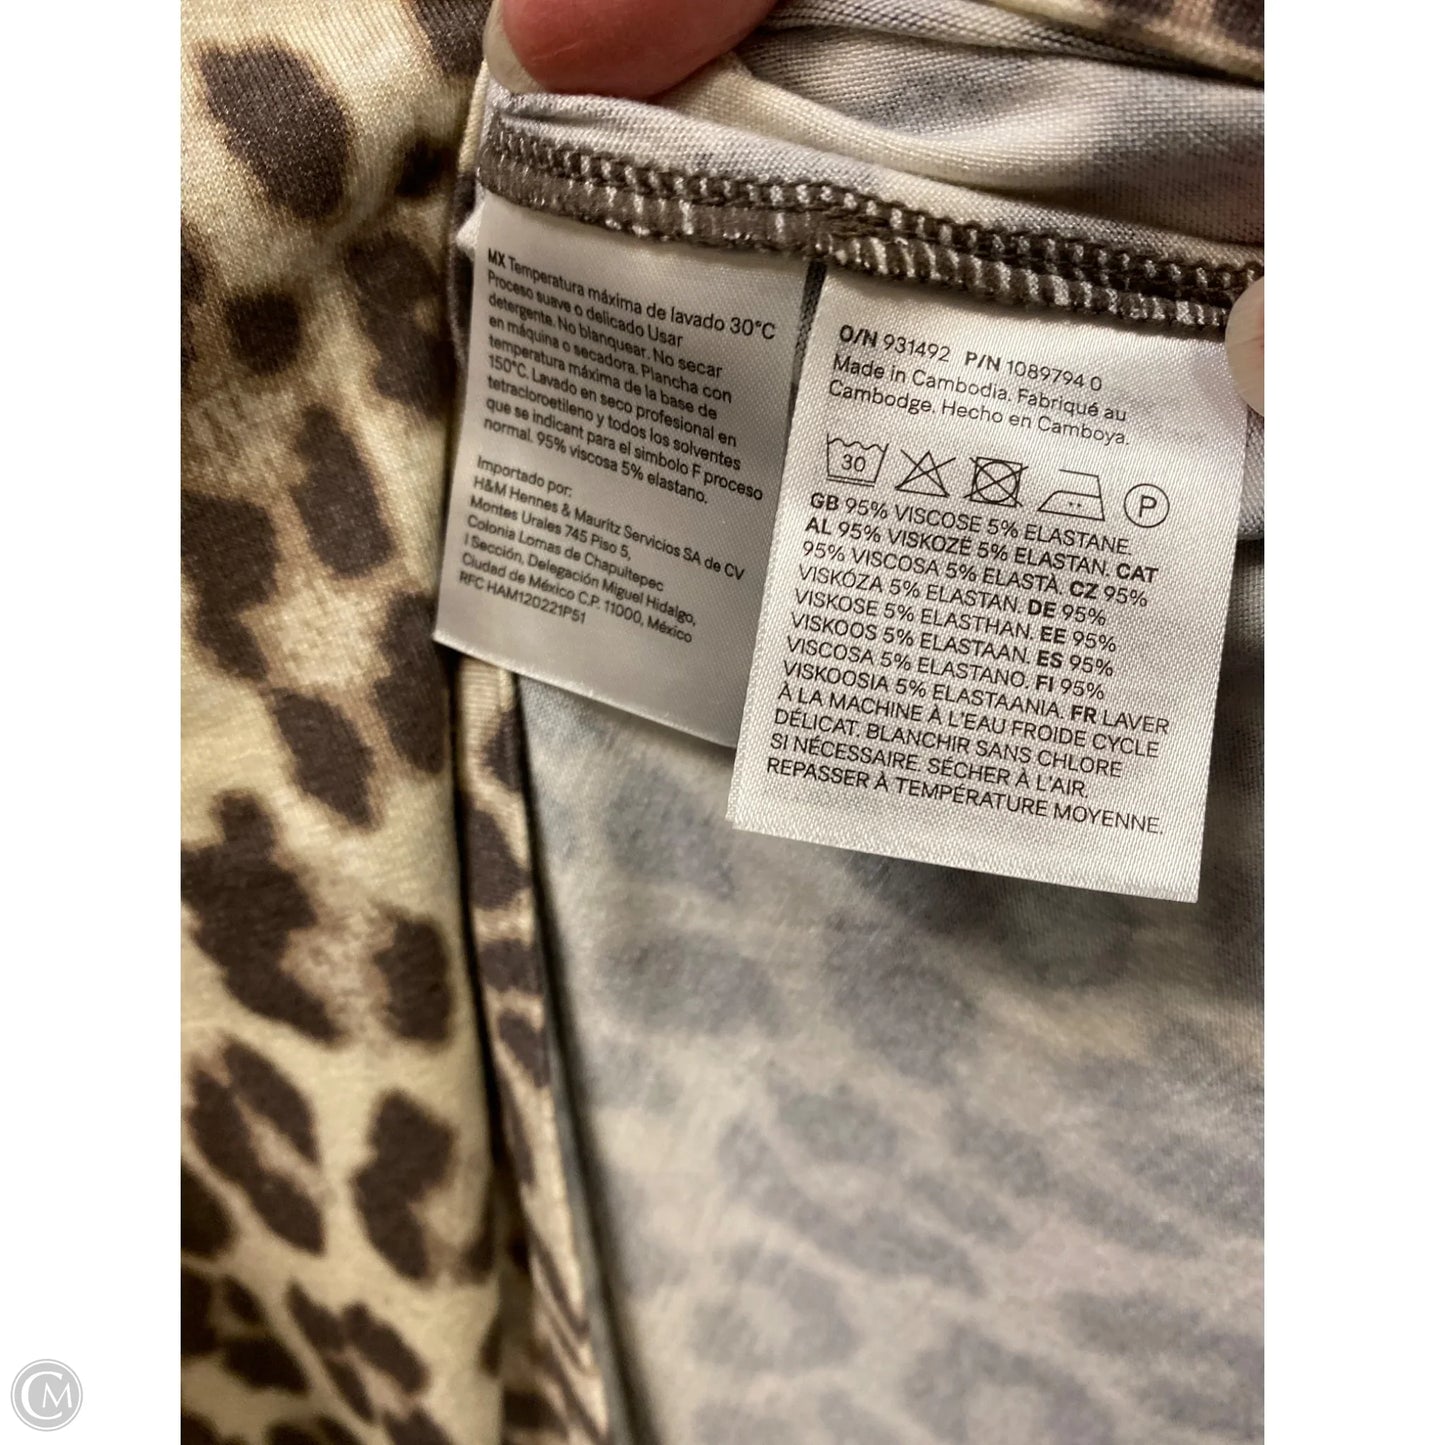 MX Temperatura máxima de lavado 30°C
Proceso suave o delicado Usar
detergente. No blanquear. No secar
en máquina o secadora. Plancha con
temperatura máxima de la base de
150°C. Lavado en seco profesional en
tetracloroetileno y todos los solventes
que se indicant para el simbolo F proceso
normal. 95% viscosa 5% elastano.
Importado por:
H&M Hennes & Mauritz Servicios SA de CV
Montes Urales 745 Piso 5,
Colonia Lomas de Chapultepec
I Sección, Delegación Miguel Hidalgo,
Ciudad de México C.P. 11000, México
RFC HAM120221P51
O/N 931492 P/N 1089794 0
Made in Cambodia. Fabriqué au
Cambodge. Hecho en Camboya.
30 P
GB 95% VISCOSE 5% ELASTANE.
AL 95% VISKOZË 5% ELASTAN. CAT
95% VISCOSA 5% ELASTÀ. CZ 95%
VISKÓZA 5% ELASTAN. DE 95%
VISKOSE 5% ELASTHAN. EE 95%
VISKOOS 5% ELASTAAN. ES 95%
VISCOSA 5% ELASTANO. FI 95%
VISKOOSIA 5% ELASTAANIA. FR LAVER
À LA MACHINE À L'EAU FROIDE CYCLE
DÉLICAT. BLANCHIR SANS CHLORE
SI NÉCESSAIRE. SÉCHER À L'AIR.
REPASSER À TEMPÉRATURE MOYENNE.
CM